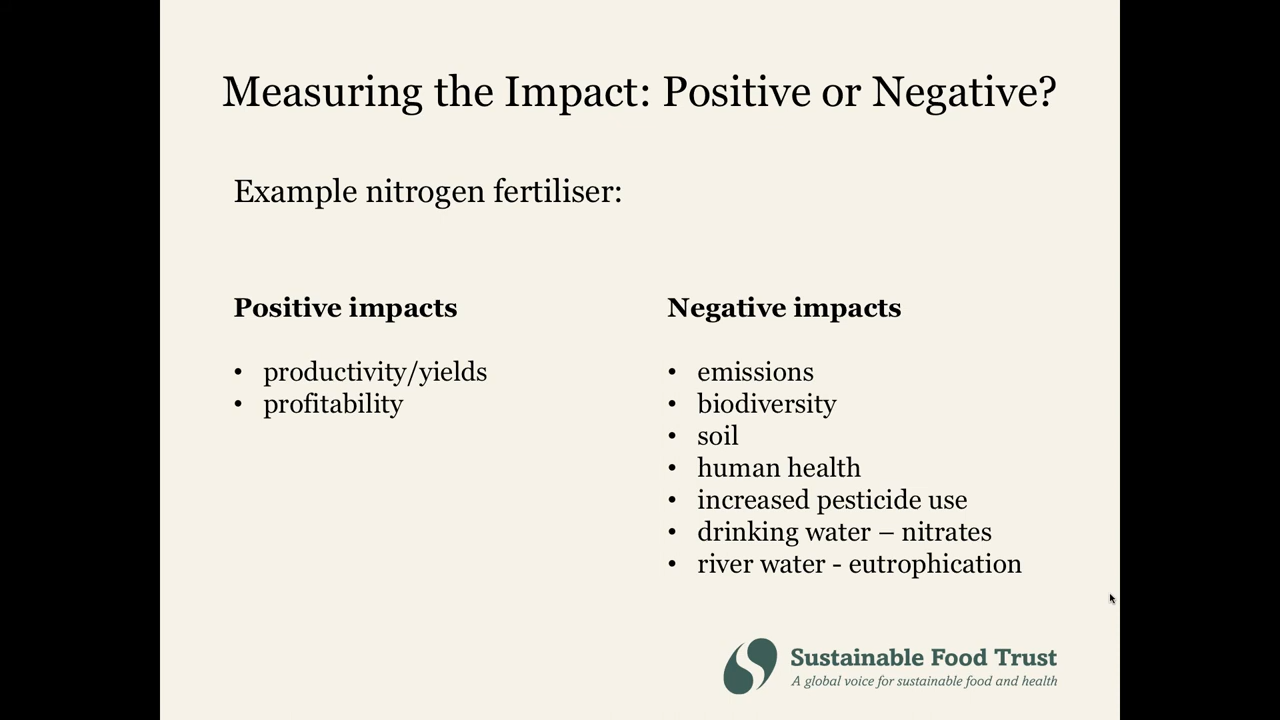 Measuring the Impact: Positive or Negative?
Example nitrogen fertiliser:
Positive impacts
• productivity/yields
• profitability
Negative impacts
• emissions
• biodiversity
• soil
• human health
• increased pesticide use
• drinking water – nitrates
• river water - eutrophication
Sustainable Food Trust
A global voice for sustainable food and health